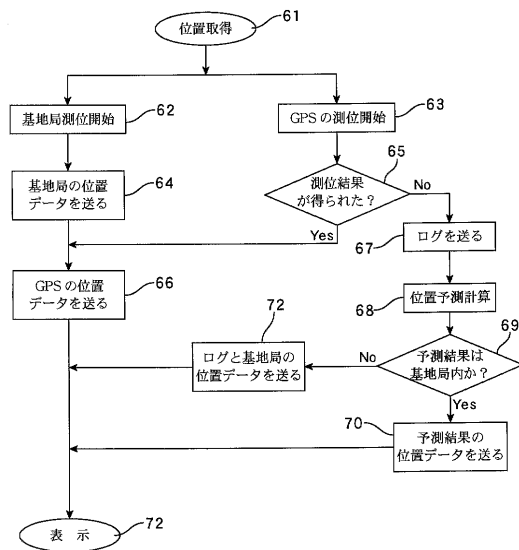 位置取得
61
基地局測位開始
62
GPSの測位開始
63
基地局の位置
データを送る
64
測位結果
が得られた？
65
No
Yes
ログを送る
67
GPSの位置
データを送る
66
位置予測計算
68
予測結果は
基地局内か？
69
No
Yes
ログと基地局の
位置データを送る
72
予測結果の
位置データを送る
70
表 示
72